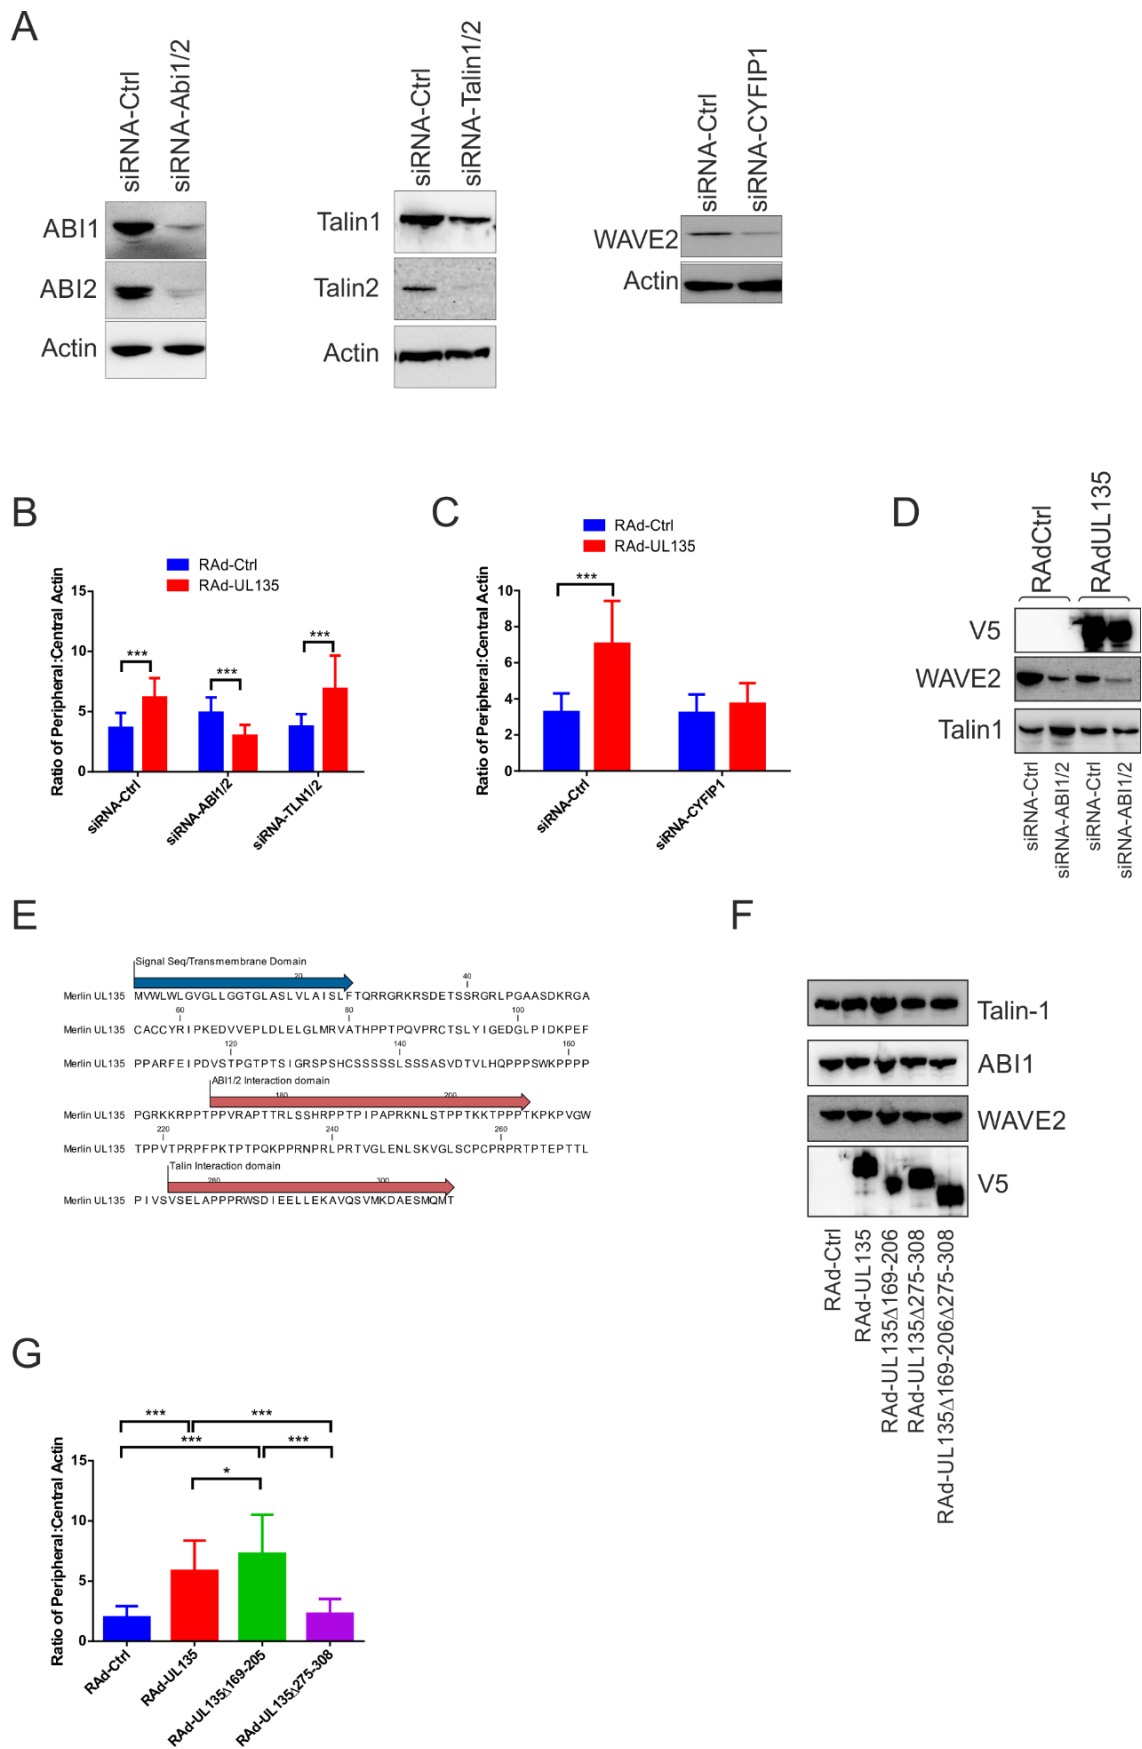 A
siRNA-Ctrl
siRNA-Abi1/2
siRNA-Ctrl
siRNA-Talin1/2
siRNA-Ctrl
siRNA-CYFIP1
ABI1
ABI2
Actin
Talin1
Talin2
Actin
WAVE2
Actin
B
RAd-Ctrl
RAd-UL135
Ratio of Peripheral:Central Actin
15
10
5
0
***
***
***
siRNA-Ctrl
siRNA-ABI1/2
siRNA-TLN1/2
C
RAd-Ctrl
RAd-UL135
Ratio of Peripheral:Central Actin
10
8
6
4
2
0
***
siRNA-Ctrl
siRNA-CYFIP1
D
RAdCtrl
RAdUL135
V5
WAVE2
Talin1
siRNA-Ctrl
siRNA-ABI1/2
siRNA-Ctrl
siRNA-ABI1/2
E
Signal Seq/Transmembrane Domain
20 40
Merlin UL135 MVWLWLGVGLLGGTGLASLVLAISLFTQRRGRKRSDETSSRGRLPGAASDKRGA
60 80 100
Merlin UL135 CACCYRIPKEDVVEPLDLELGLMRVATHPPTPQVPRCTSLYIGEDGLPIDKPEF
120 140 160
Merlin UL135 PPARFEIPDVSTPGTPTSIGRSPSHCSSSSSLSSSASVDTVLHQPPPSWKPPPP
ABI1/2 Interaction domain
180 200
Merlin UL135 PGRKKRPPTPPVRAPTTRLSSHRPPTPIPAPRKNLSTPPTKKTPPPTKPKPVGW
220 240 260
Merlin UL135 TPPVTPRPFPKTPTPQKPPRNPRLPRTVGLENLSKVGLSCPCPRPRTPTEPTTL
Talin Interaction domain
280 300
Merlin UL135 PIVSVSELAPPPRWSDIEELLEKAVQSVMKDAESMQMT
F
Talin-1
ABI1
WAVE2
V5
RAd-Ctrl
RAd-UL135
RAd-UL135Δ169-206
RAd-UL135Δ275-308
RAd-UL135Δ169-206Δ275-308
G
*** ***
*** ***
*
Ratio of Peripheral:Central Actin
15
10
5
0
RAd-Ctrl
RAd-UL135
RAd-UL135Δ169-205
RAd-UL135Δ275-308